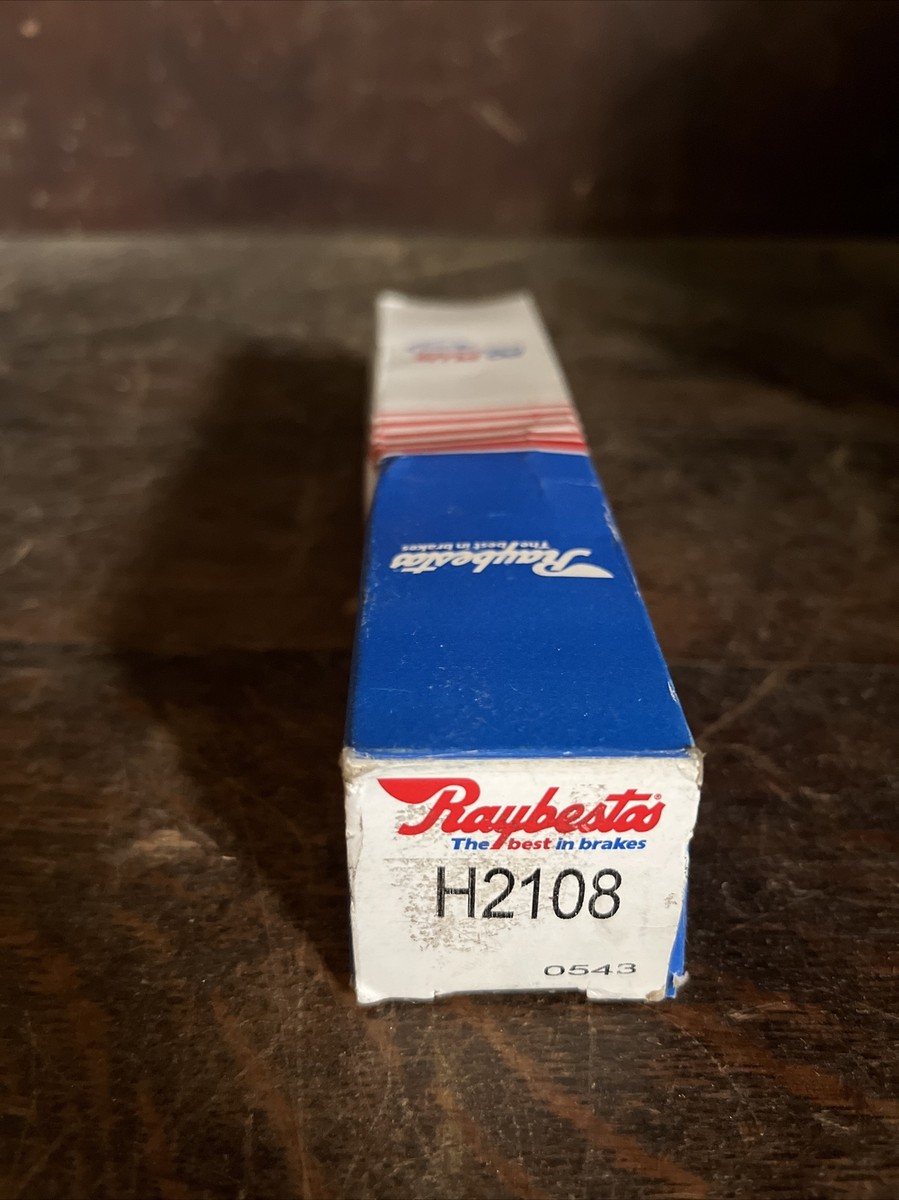 Raybestos
The best in brakes
Raybestos®
The best in brakes
H2108
0543